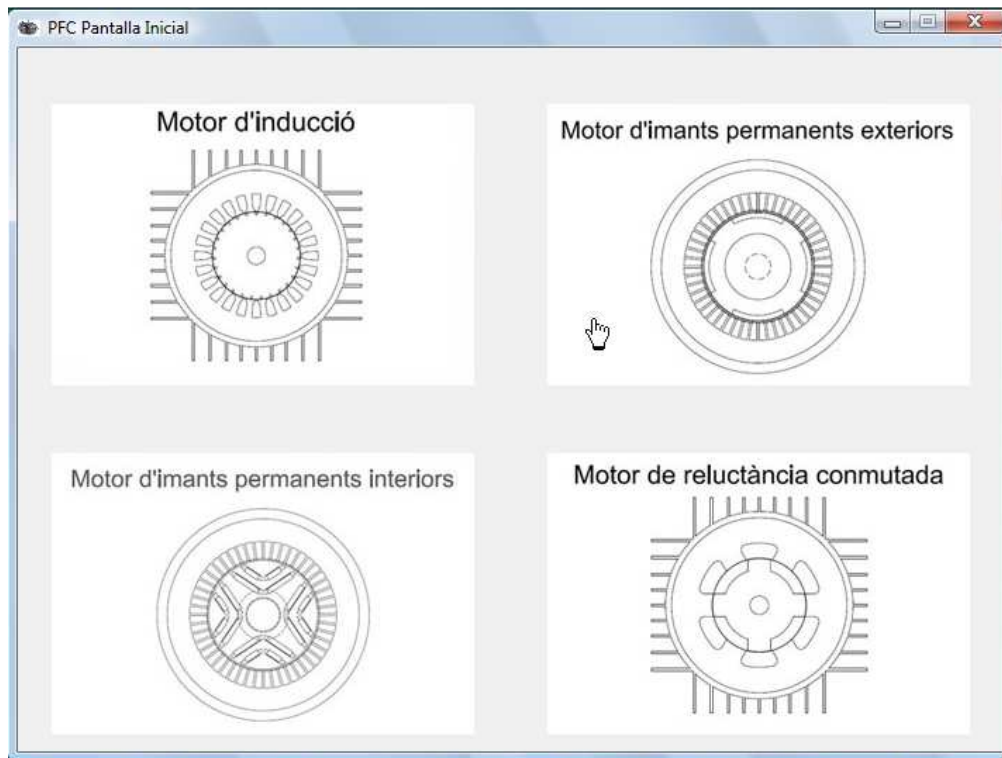 PFC Pantalla Inicial
Motor d'inducció
Motor d'imants permanents exteriors
Motor d'imants permanents interiors
Motor de reluctància conmutada